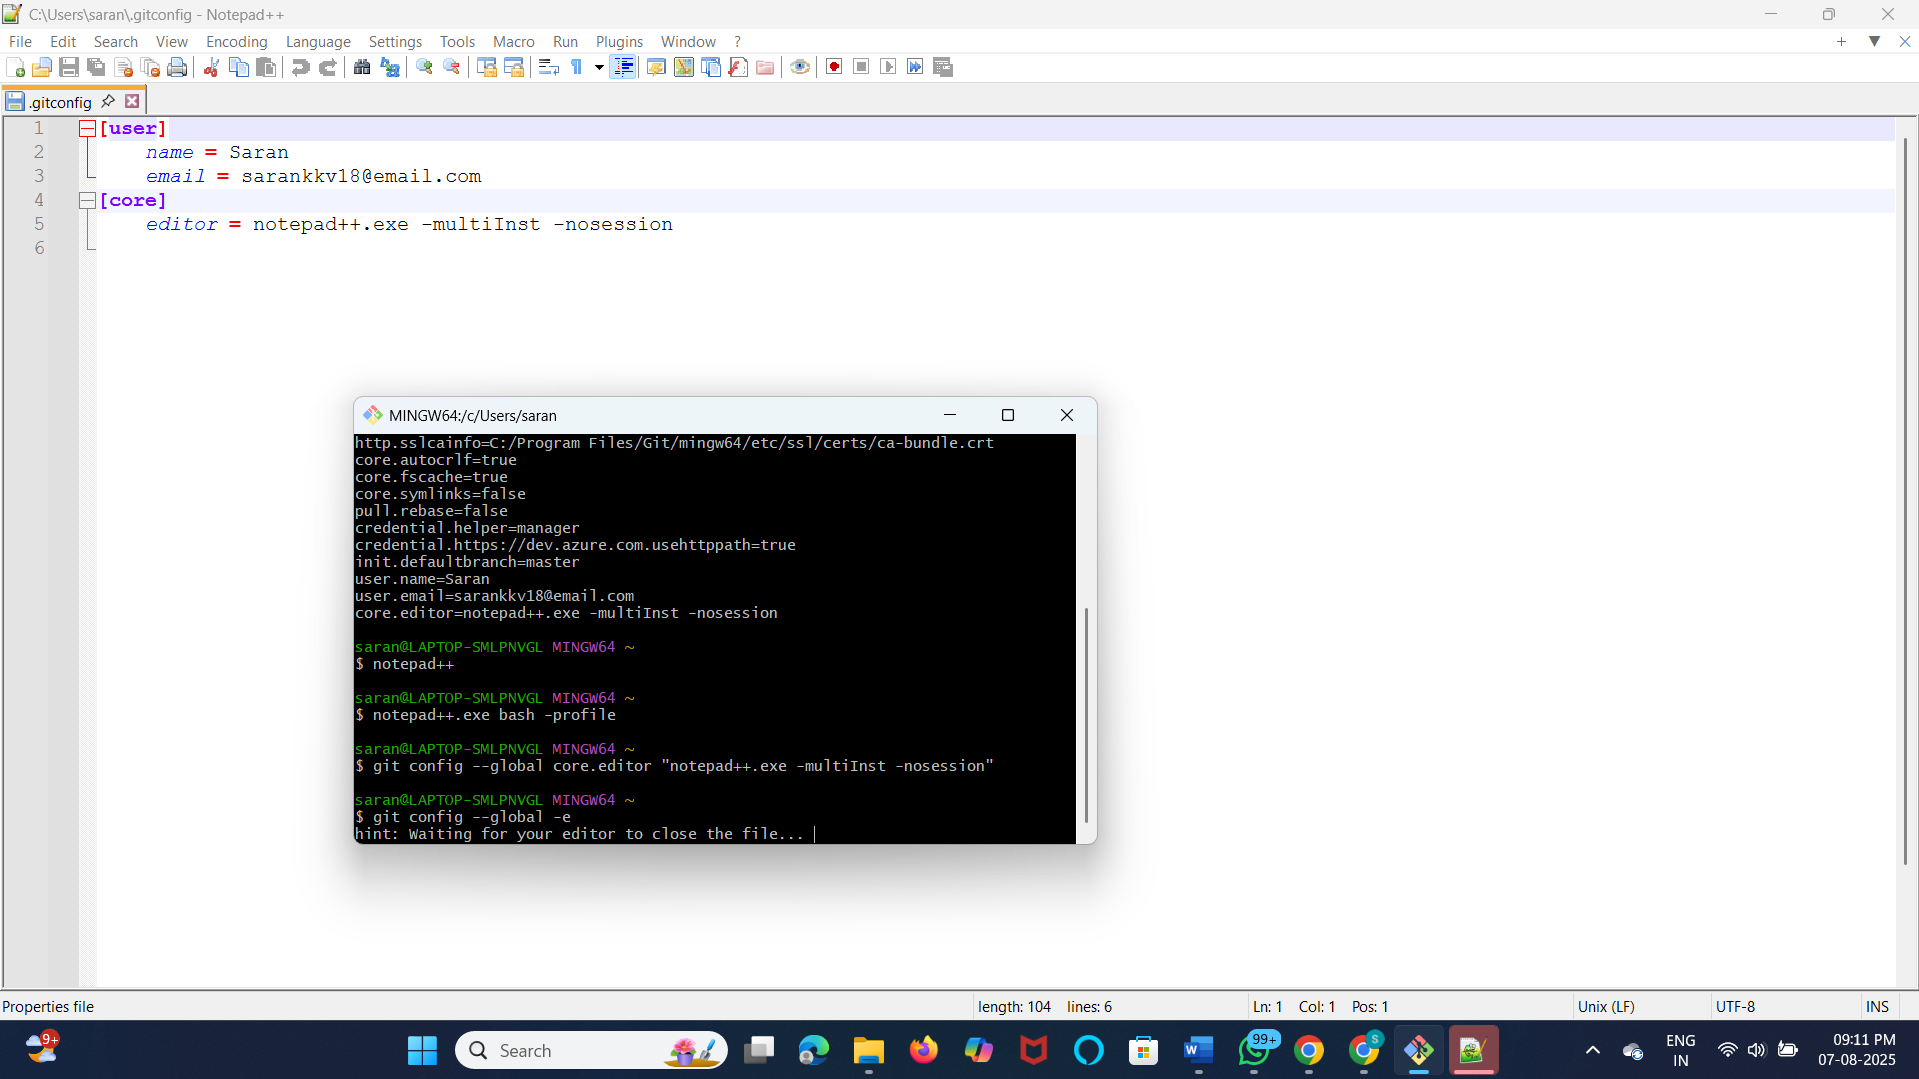 C:\Users\saran\.gitconfig - Notepad++
File Edit Search View Encoding Language Settings Tools Macro Run Plugins Window ?
.gitconfig
1 [user]
2 name = Saran
3 email = sarankkv18@email.com
4 [core]
5 editor = notepad++.exe -multiInst -nosession
6
MINGW64:/c/Users/saran
http.sslcainfo=C:/Program Files/Git/mingw64/etc/ssl/certs/ca-bundle.crt
core.autocrlf=true
core.fscache=true
core.symlinks=false
pull.rebase=false
credential.helper=manager
credential.https://dev.azure.com.usehttppath=true
init.defaultbranch=master
user.name=Saran
user.email=sarankkv18@email.com
core.editor=notepad++.exe -multiInst -nosession
saran@LAPTOP-SMLPNVGL MINGW64 ~
$ notepad++
saran@LAPTOP-SMLPNVGL MINGW64 ~
$ notepad++.exe bash -profile
saran@LAPTOP-SMLPNVGL MINGW64 ~
$ git config --global core.editor "notepad++.exe -multiInst -nosession"
saran@LAPTOP-SMLPNVGL MINGW64 ~
$ git config --global -e
hint: Waiting for your editor to close the file...
Properties file length: 104 lines: 6 Ln: 1 Col: 1 Pos: 1 Unix (LF) UTF-8 INS
9+ Search 99+ S ENG 09:11 PM
IN 07-08-2025